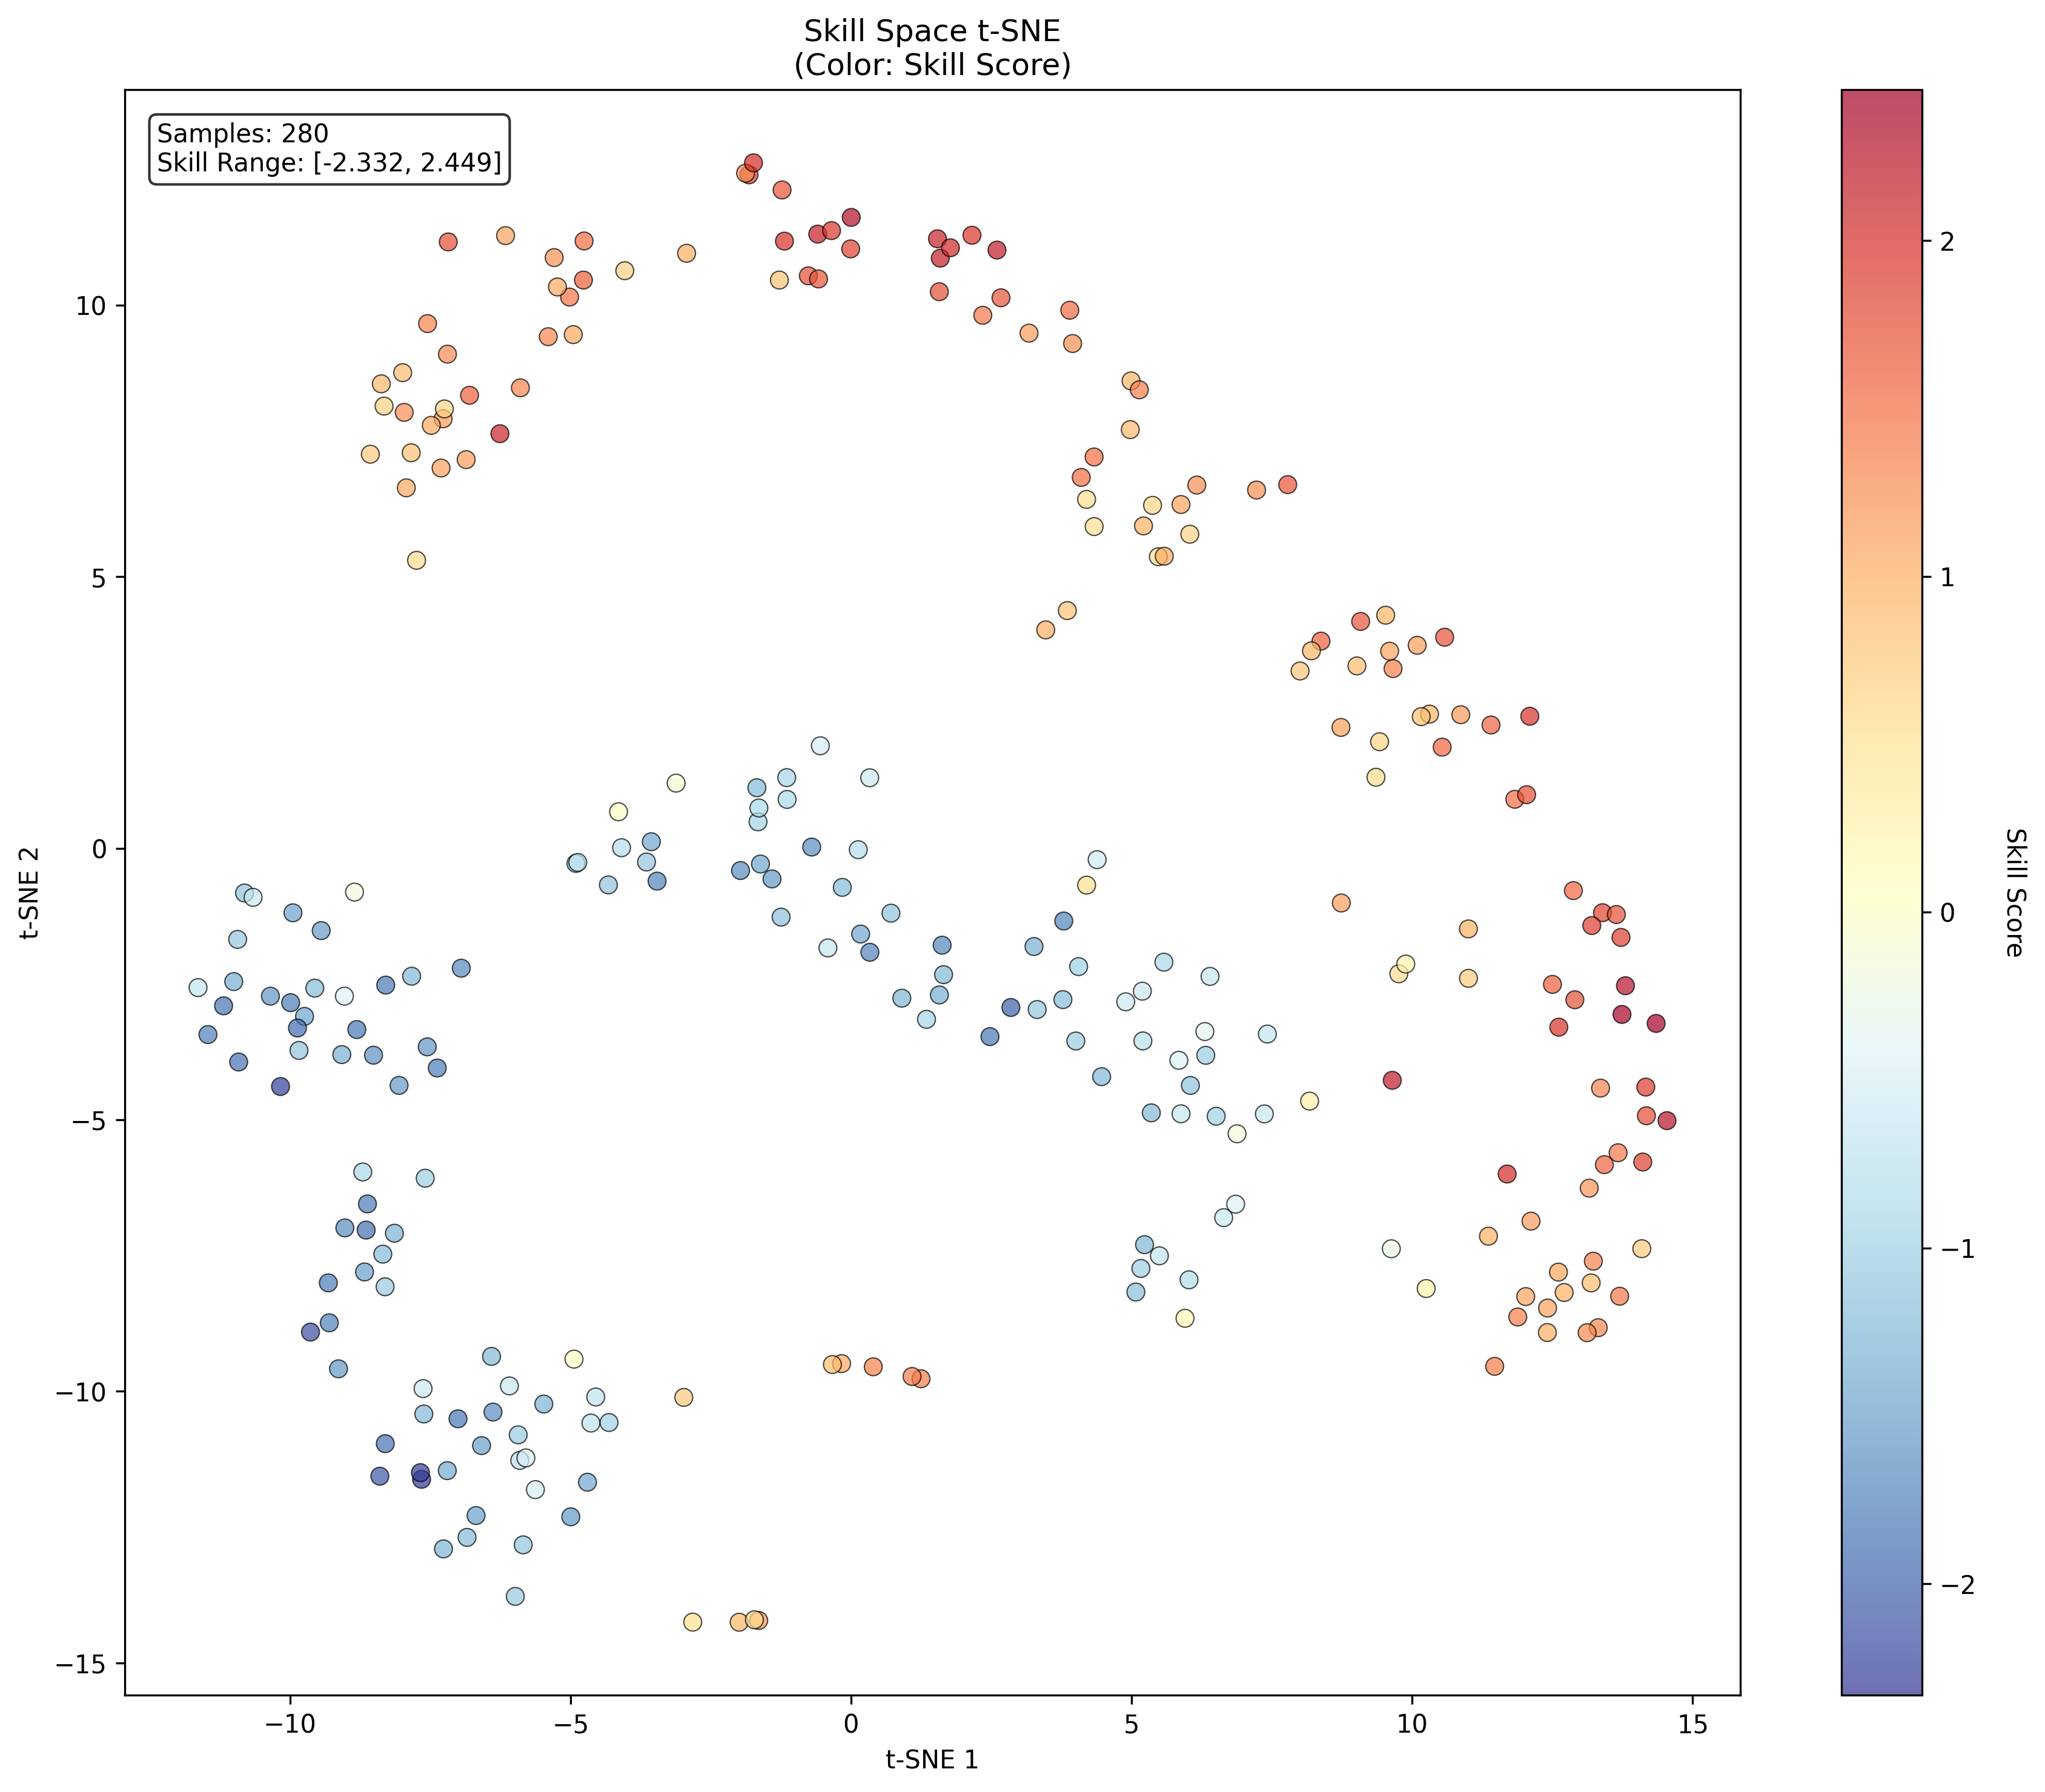 Skill Space t-SNE
(Color: Skill Score)
Samples: 280
Skill Range: [-2.332, 2.449]
10
5
0
−5
−10
−15
t-SNE 2
−10
−5
0
5
10
15
t-SNE 1
2
1
0
−1
−2
Skill Score